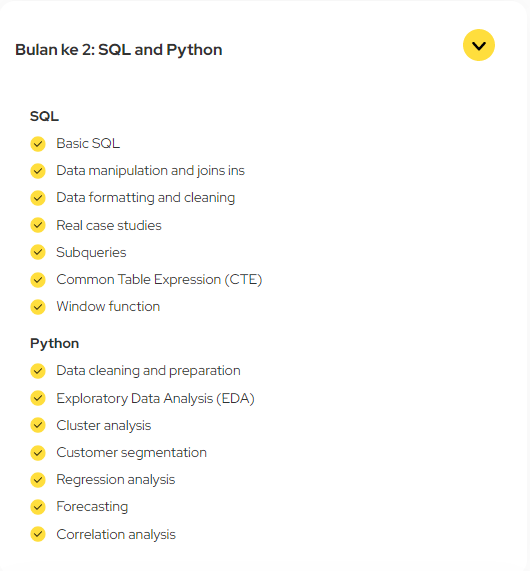 Bulan ke 2: SQL and Python
SQL
Basic SQL
Data manipulation and joins ins
Data formatting and cleaning
Real case studies
Subqueries
Common Table Expression (CTE)
Window function
Python
Data cleaning and preparation
Exploratory Data Analysis (EDA)
Cluster analysis
Customer segmentation
Regression analysis
Forecasting
Correlation analysis